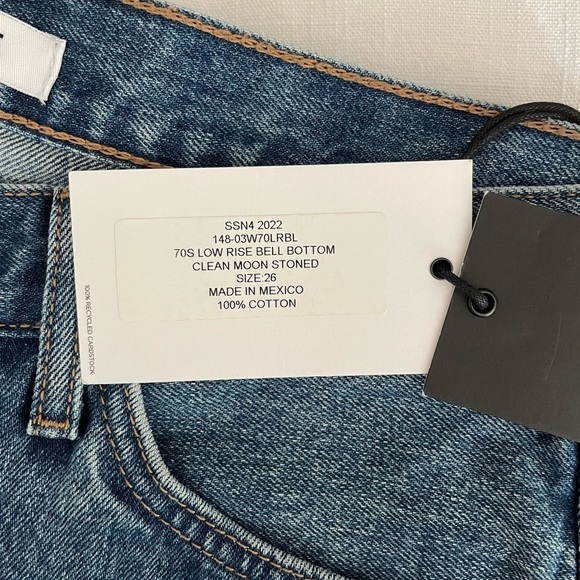 SSN4 2022
148-03W70LRBL
70S LOW RISE BELL BOTTOM
CLEAN MOON STONED
SIZE:26
MADE IN MEXICO
100% COTTON
100% RECYCLED CARDSTOCK